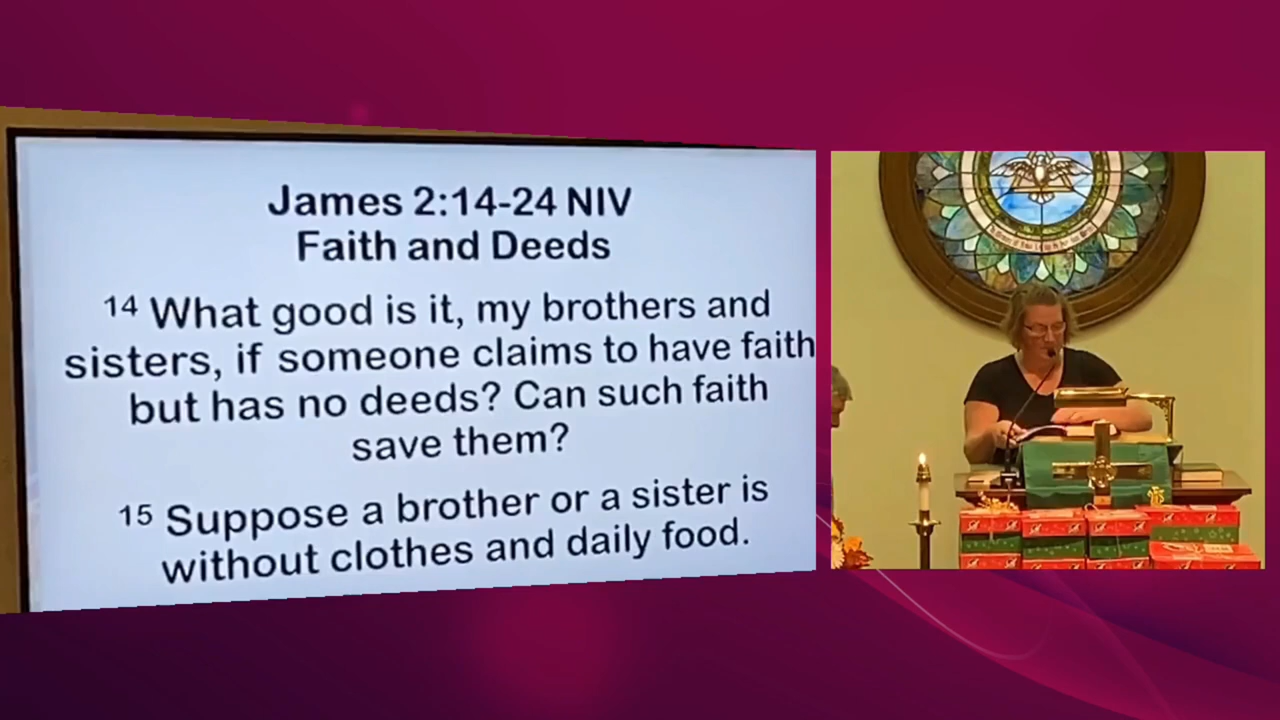 James 2:14-24 NIV
Faith and Deeds
14 What good is it, my brothers and
sisters, if someone claims to have faith
but has no deeds? Can such faith
save them?
15 Suppose a brother or a sister is
without clothes and daily food.